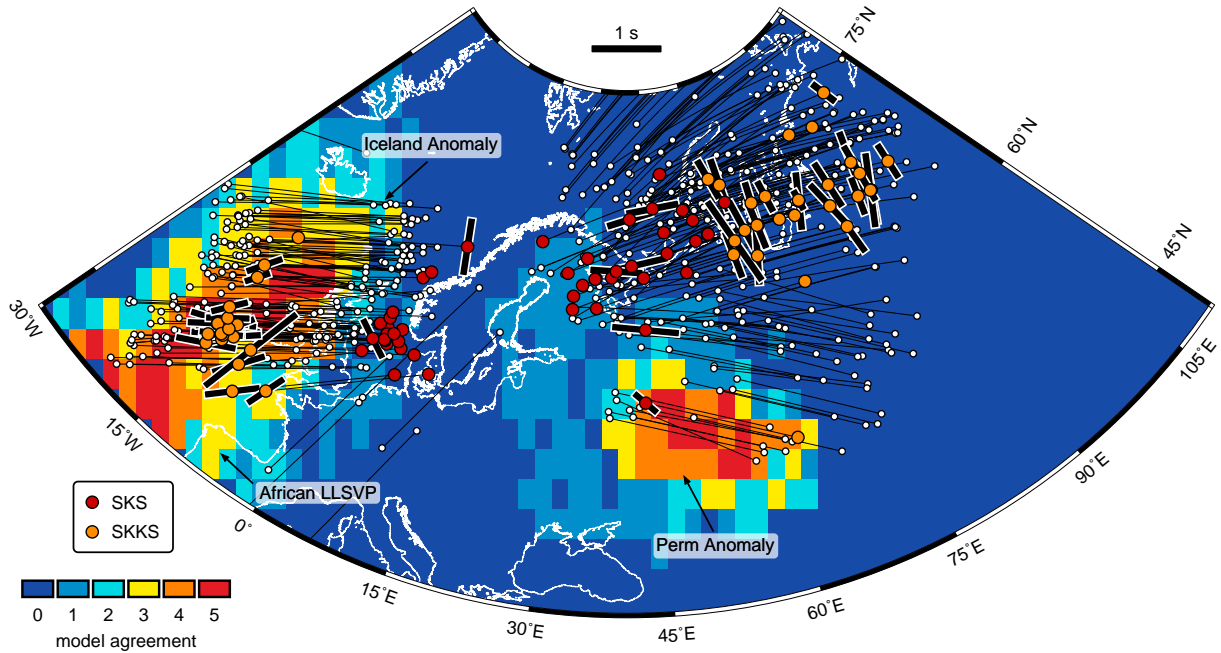 1 s
75°N
Iceland Anomaly
60°N
45°N
30°W
105°E
15°W
90°E
African LLSVP
SKS
SKKS
0°
Perm Anomaly
75°E
15°E
60°E
30°E
45°E
0 1 2 3 4 5
model agreement